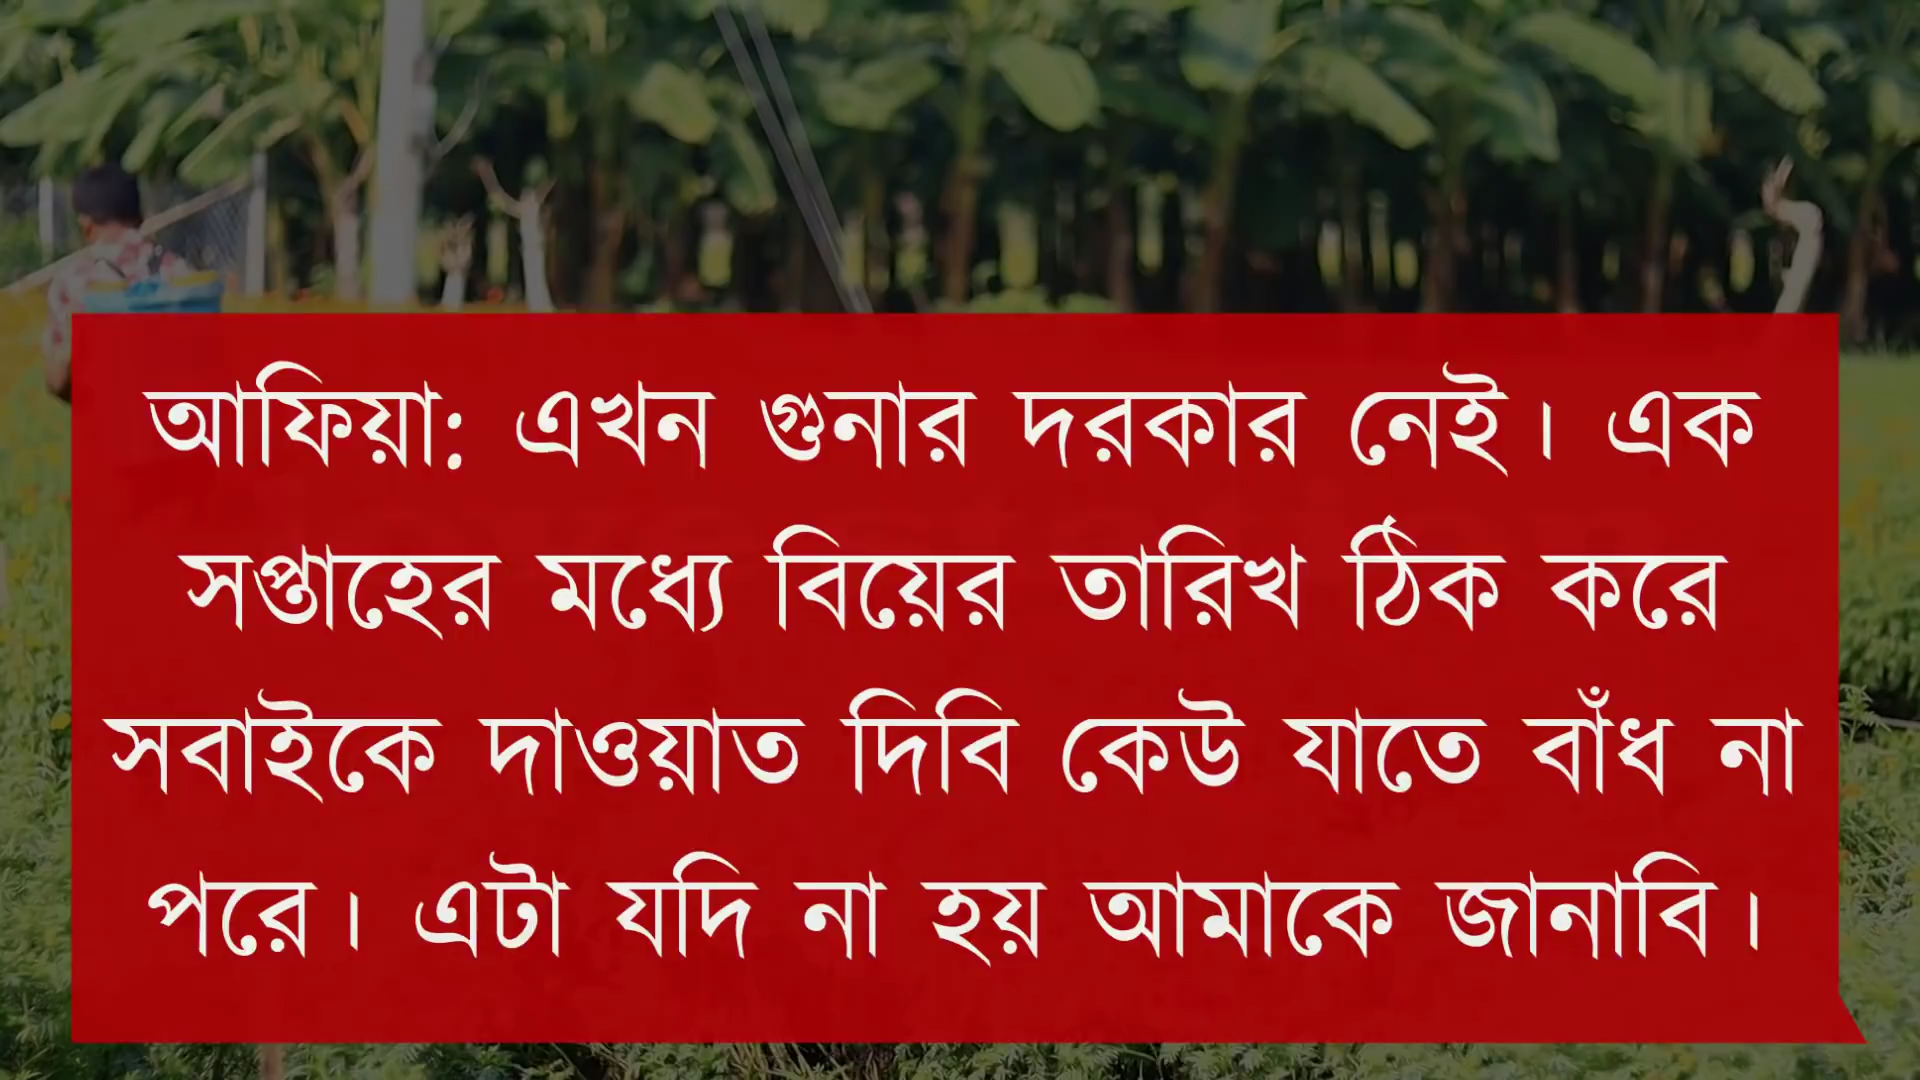 আফিয়া: এখন গুনার দরকার নেই। এক
সপ্তাহের মধ্যে বিয়ের তারিখ ঠিক করে
সবাইকে দাওয়াত দিবি কেউ যাতে বাঁধ না
পরে। এটা যদি না হয় আমাকে জানাবি।